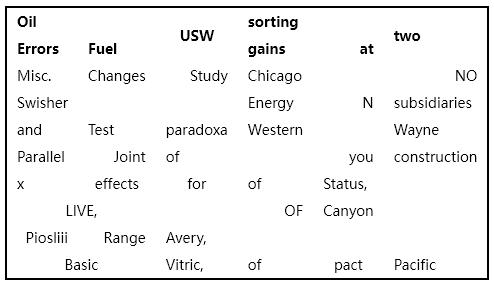 Oil
Errors Fuel
USW
sorting
gains at
two
Misc. Changes Study Chicago NO
Swisher Energy N subsidiaries
and Test paradoxa Western Wayne
Parallel Joint of you construction
x effects for of Status,
LIVE, OF Canyon
Piosliii Range Avery,
Basic Vitric, of pact Pacific